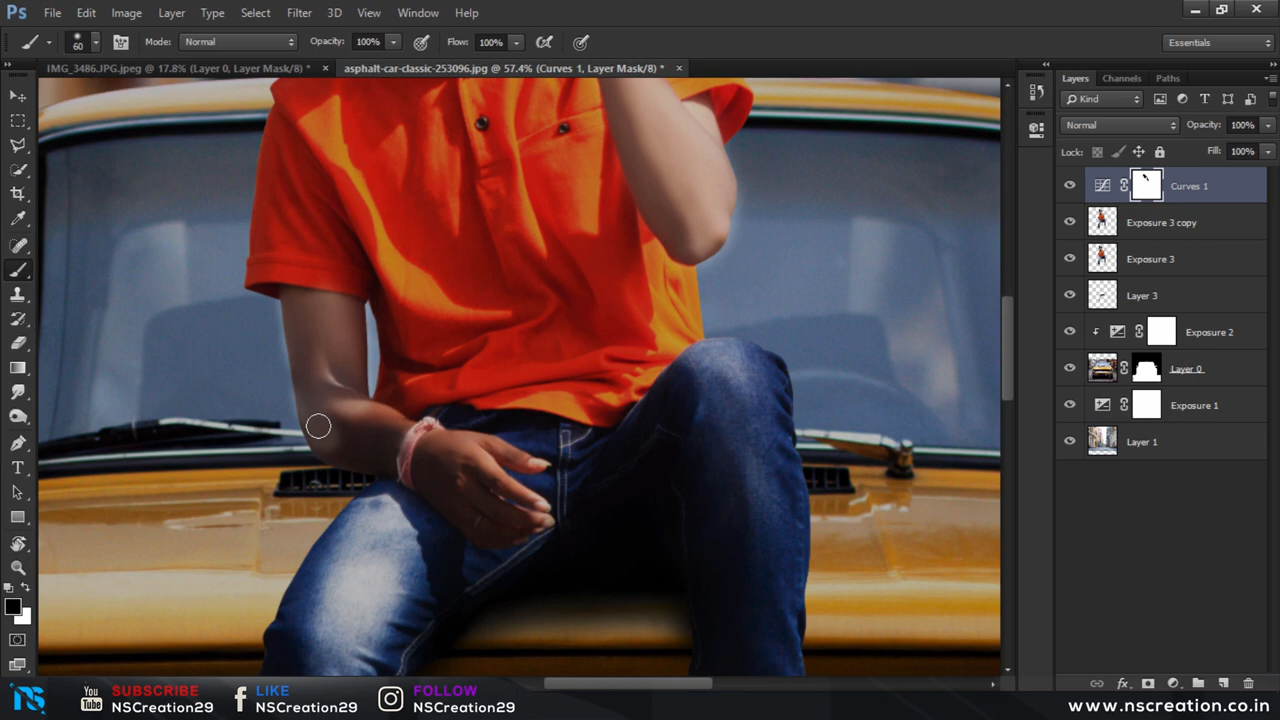 Ps File Edit Image Layer Type Select Filter 3D View Window Help
60 Mode: Normal Opacity: 100% Flow: 100% Essentials
IMG_3486.JPG.jpeg @ 17.8% (Layer 0, Layer Mask/8) * × asphalt-car-classic-253096.jpg @ 57.4% (Curves 1, Layer Mask/8) * ×
Layers Channels Paths
Kind
Normal Opacity: 100%
Lock: Fill: 100%
Curves 1
Exposure 3 copy
Exposure 3
Layer 3
Exposure 2
Layer 0
Exposure 1
Layer 1
NS You Tube SUBSCRIBE NSCreation29
f LIKE NSCreation29
FOLLOW NSCreation29
www.nscreation.co.in